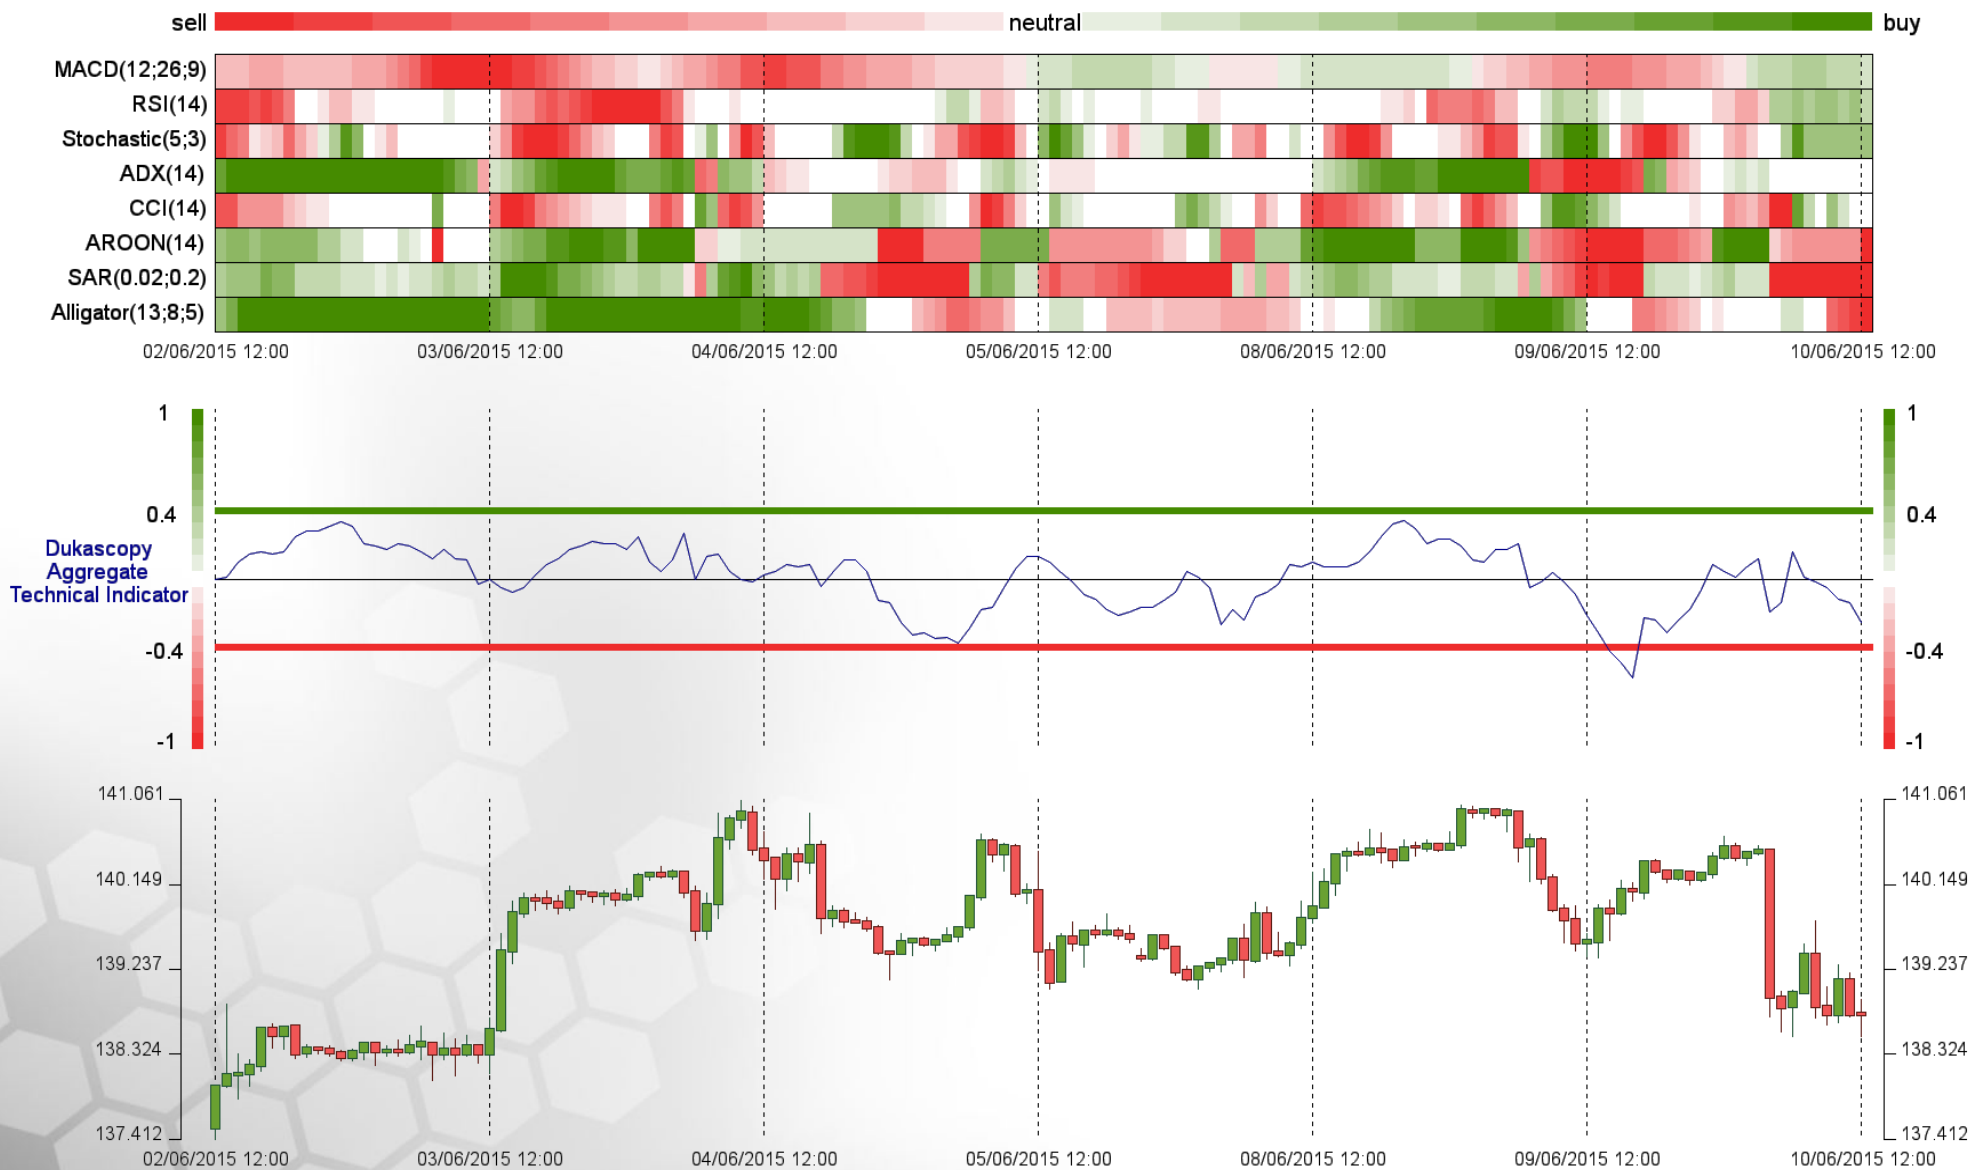 sell neutral buy
MACD(12;26;9)
RSI(14)
Stochastic(5;3)
ADX(14)
CCI(14)
AROON(14)
SAR(0.02;0.2)
Alligator(13;8;5)
02/06/2015 12:00 03/06/2015 12:00 04/06/2015 12:00 05/06/2015 12:00 08/06/2015 12:00 09/06/2015 12:00 10/06/2015 12:00
1 1
0.4 0.4
Dukascopy
Aggregate
Technical Indicator
-0.4 -0.4
-1 -1
141.061 141.061
140.149 140.149
139.237 139.237
138.324 138.324
137.412 137.412
02/06/2015 12:00 03/06/2015 12:00 04/06/2015 12:00 05/06/2015 12:00 08/06/2015 12:00 09/06/2015 12:00 10/06/2015 12:00